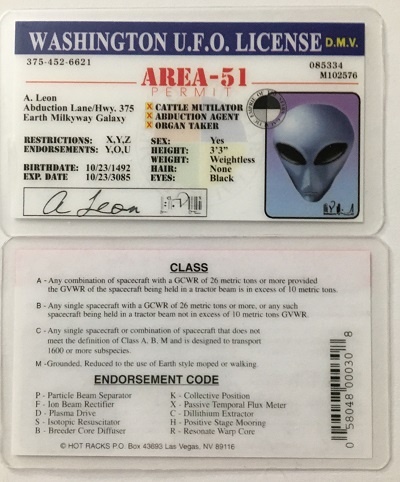 WASHINGTON U.F.O. LICENSE D.M.V.
375-452-6621 085334
M102576
AREA-51
PERMIT
A. Leon
Abduction Lane/Hwy. 375
Earth Milkyway Galaxy
X CATTLE MUTILATOR
X ABDUCTION AGENT
X ORGAN TAKER
RESTRICTIONS: X,Y,Z
ENDORSEMENTS: Y,O,U
BIRTHDATE: 10/23/1492
EXP. DATE 10/23/3085
SEX: Yes
HEIGHT: 3'3"
WEIGHT: Weightless
HAIR: None
EYES: Black
A Leon
CLASS
A - Any combination of spacecraft with a GCWR of 26 metric tons or more provided
the GVWR of the spacecraft being held in a tractor beam is in excess of 10 metric tons.
B - Any single spacecraft with a GCWR of 26 metric tons or more, or any such
spacecraft being held in a tractor beam not in excess of 10 metric tons GVWR.
C - Any single spacecraft or combination of spacecraft that does not
meet the definition of Class A, B, M and is designed to transport
1600 or more subspecies.
M -Grounded. Reduced to the use of Earth style moped or walking.
ENDORSEMENT CODE
P - Particle Beam Separator
F - Ion Beam Rectifier
D - Plasma Drive
S - Isotopic Resuscitator
B - Breeder Core Diffuser
K - Collective Position
X - Passive Temporal Flux Meter
C - Dillithium Extractor
H - Positive Stage Mooring
R - Resonate Warp Core
© HOT RACKS P.O. Box 43693 Las Vegas, NV 89116
0 58048 00030 8